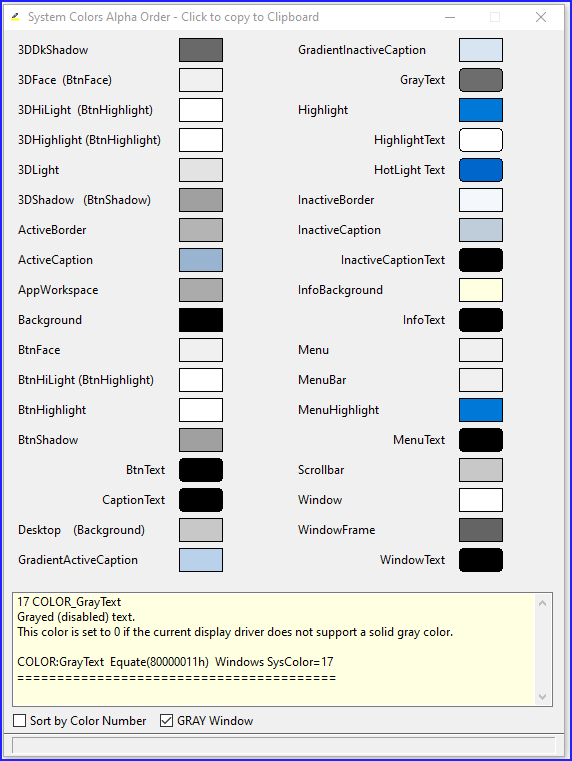 System Colors Alpha Order - Click to copy to Clipboard
3DDkShadow
3DFace (BtnFace)
3DHiLight (BtnHighlight)
3DHighlight (BtnHighlight)
3DLight
3DShadow (BtnShadow)
ActiveBorder
ActiveCaption
AppWorkspace
Background
BtnFace
BtnHiLight (BtnHighlight)
BtnHighlight
BtnShadow
BtnText
CaptionText
Desktop (Background)
GradientActiveCaption
GradientInactiveCaption
GrayText
Highlight
HighlightText
HotLight Text
InactiveBorder
InactiveCaption
InactiveCaptionText
InfoBackground
InfoText
Menu
MenuBar
MenuHighlight
MenuText
Scrollbar
Window
WindowFrame
WindowText
17 COLOR_GrayText
Grayed (disabled) text.
This color is set to 0 if the current display driver does not support a solid gray color.
COLOR:GrayText Equate(80000011h) Windows SysColor=17
========================================
Sort by Color Number
GRAY Window